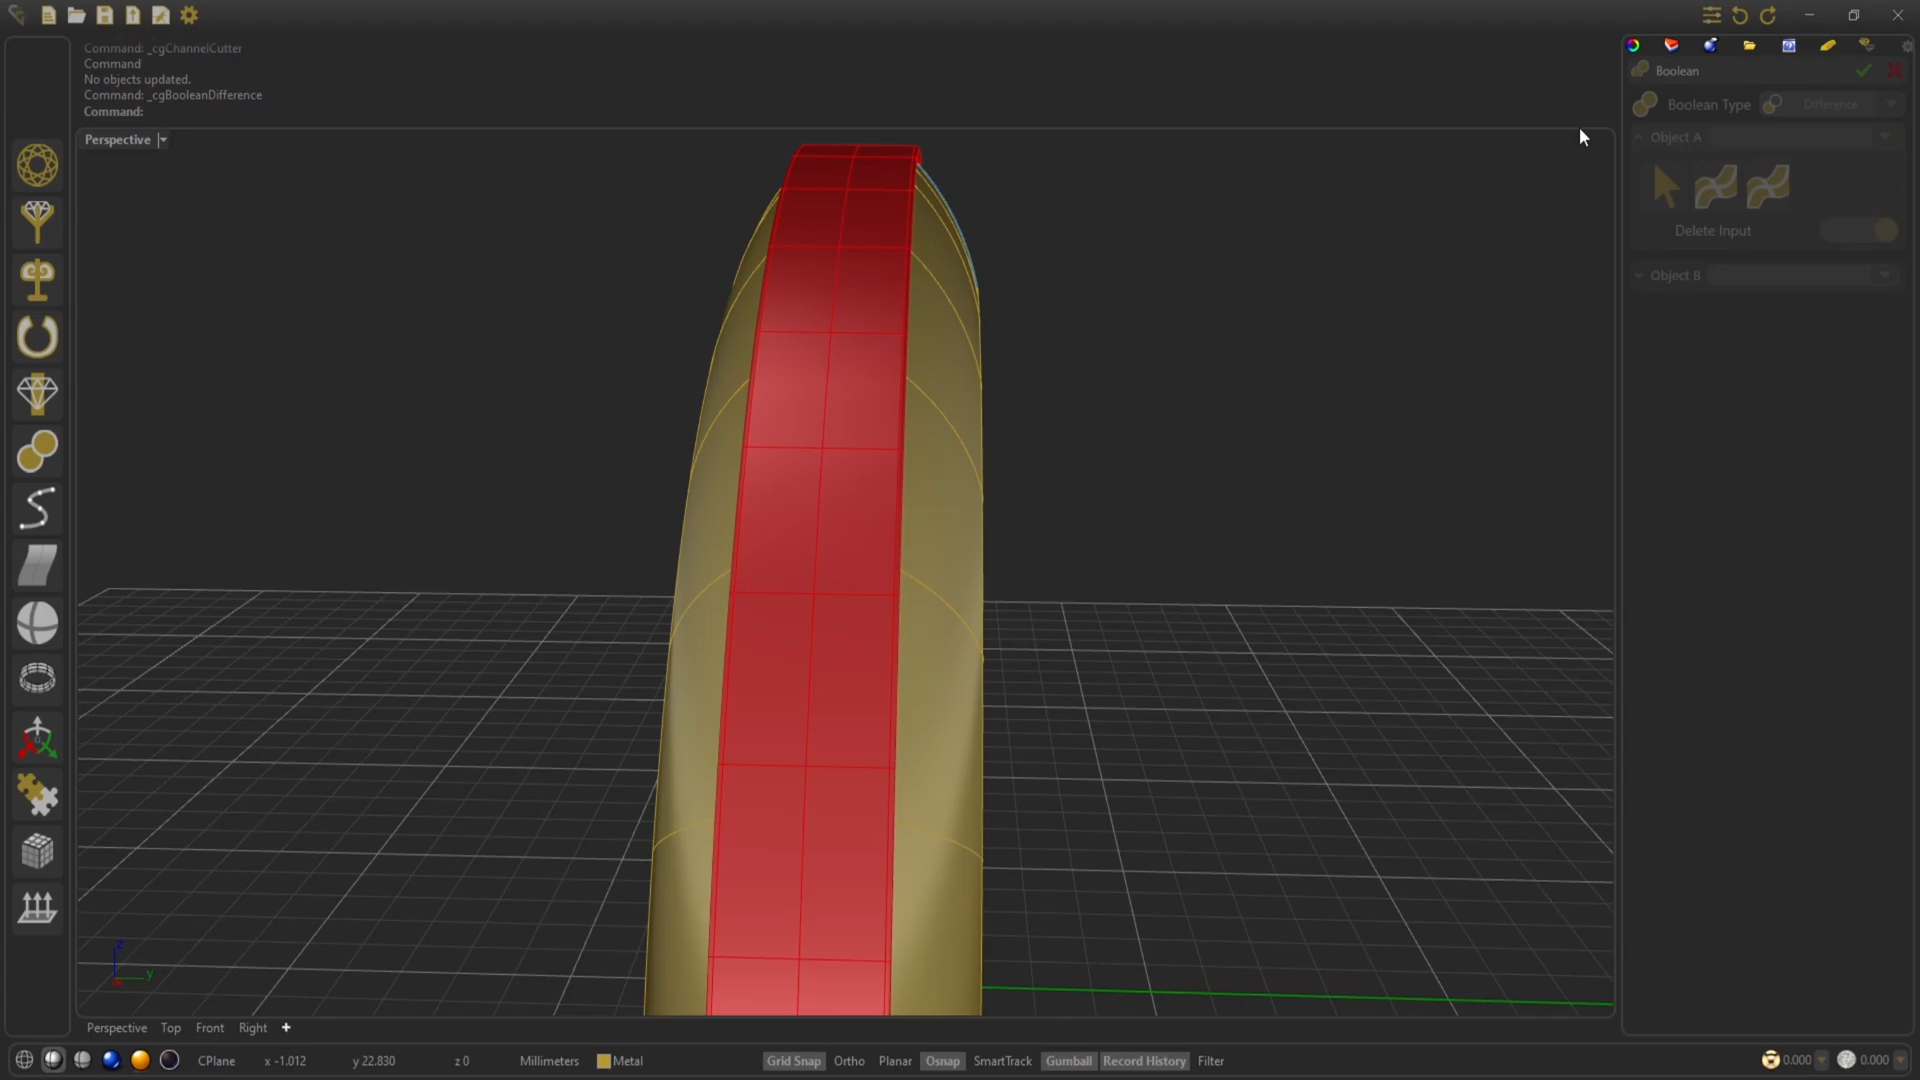 Command: _cgChannelCutter
Command
No objects updated.
Command: _cgBooleanDifference
Command:
Perspective
Boolean
Boolean Type Difference
Object A
Delete Input
Object B
z
y
Perspective Top Front Right
CPlane x -1.012 y 22.830 z 0 Millimeters Metal Grid Snap Ortho Planar Osnap SmartTrack Gumball Record History Filter 0.000 0.000